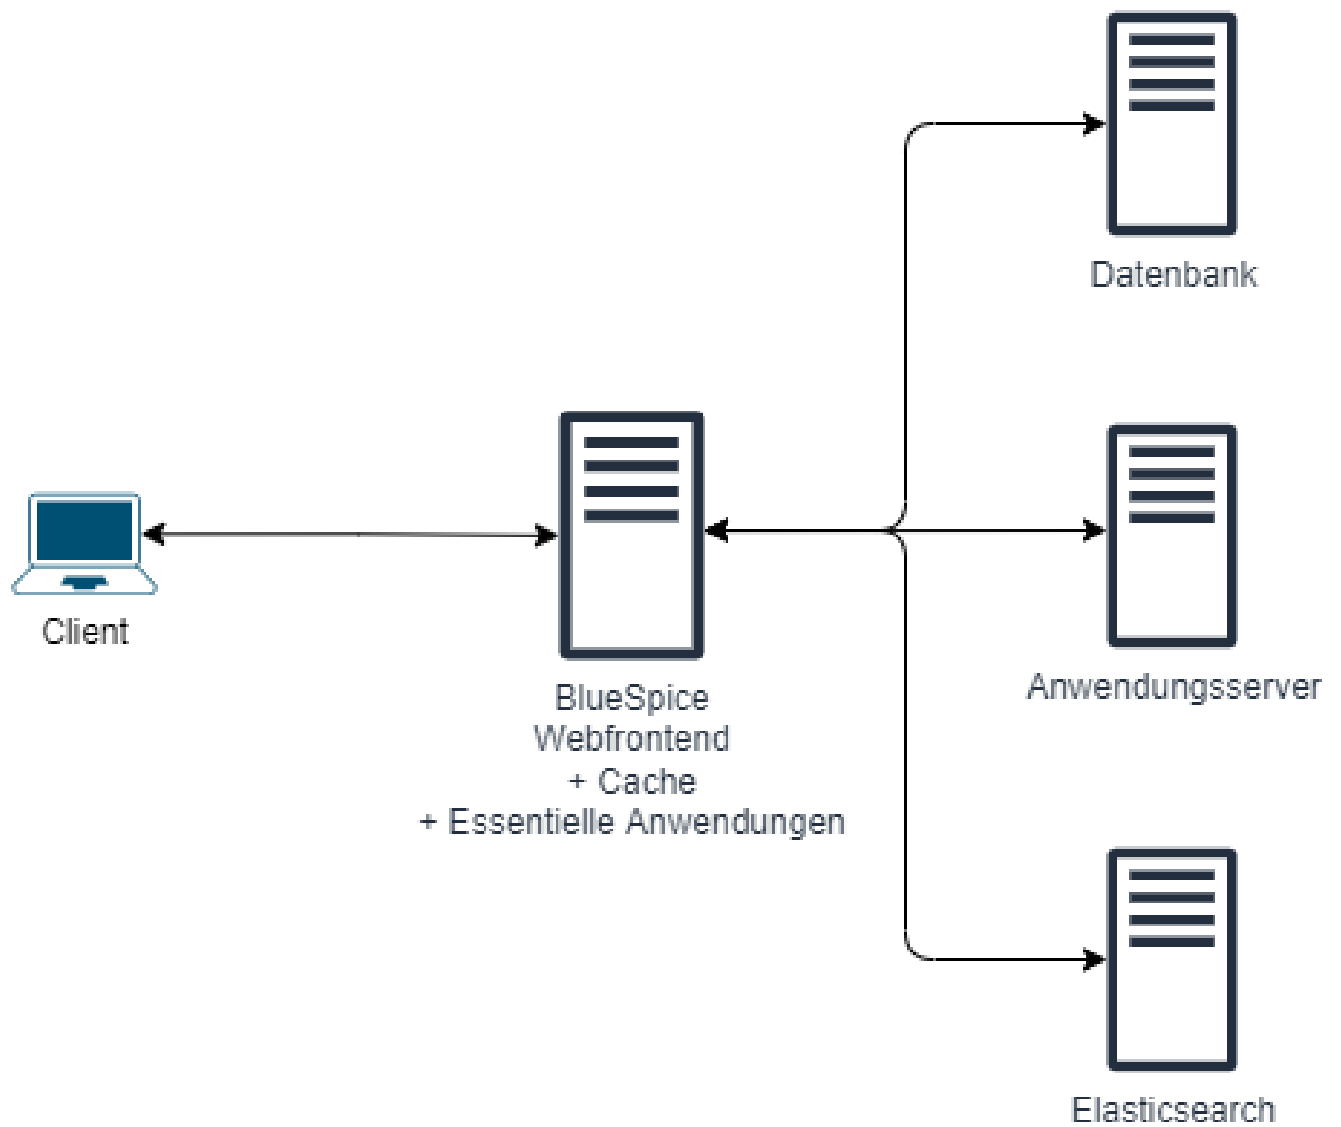 Datenbank
Client
BlueSpice
Webfrontend
+ Cache
+ Essentielle Anwendungen
Anwendungsserver
Elasticsearch